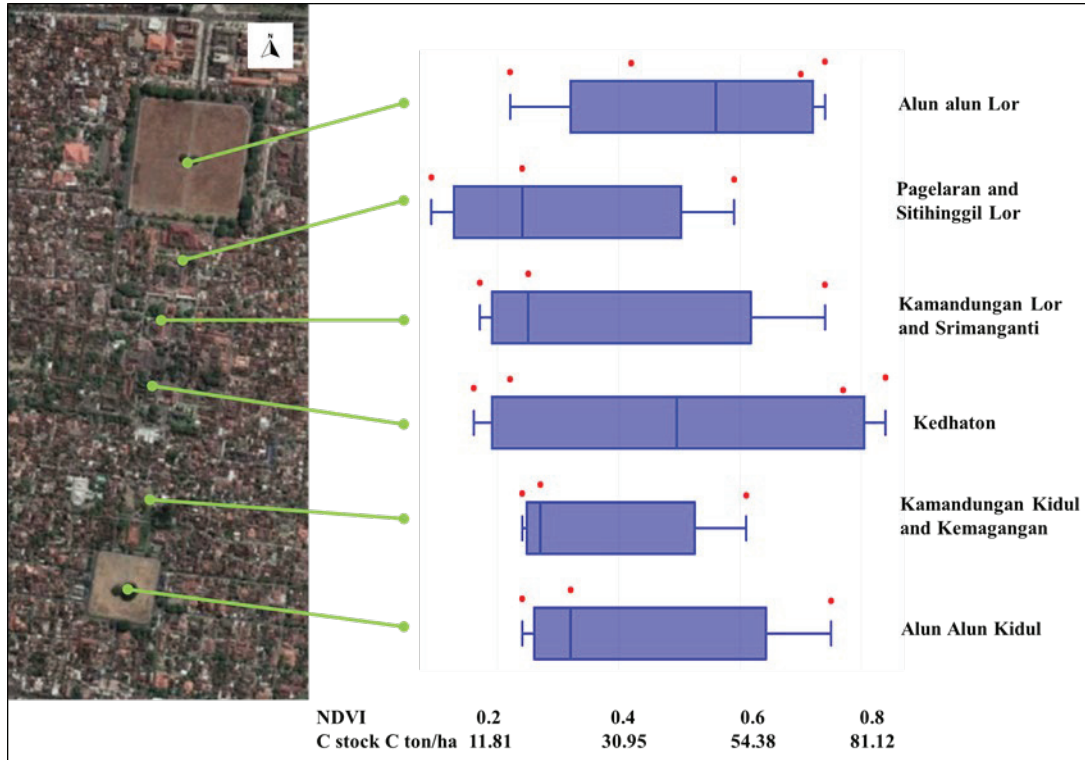 N
Alun alun Lor
Pagelaran and
Sitihinggil Lor
Kamandungan Lor
and Srimanganti
Kedhaton
Kamandungan Kidul
and Kemagangan
Alun Alun Kidul
NDVI 0.2 0.4 0.6 0.8
C stock C ton/ha 11.81 30.95 54.38 81.12